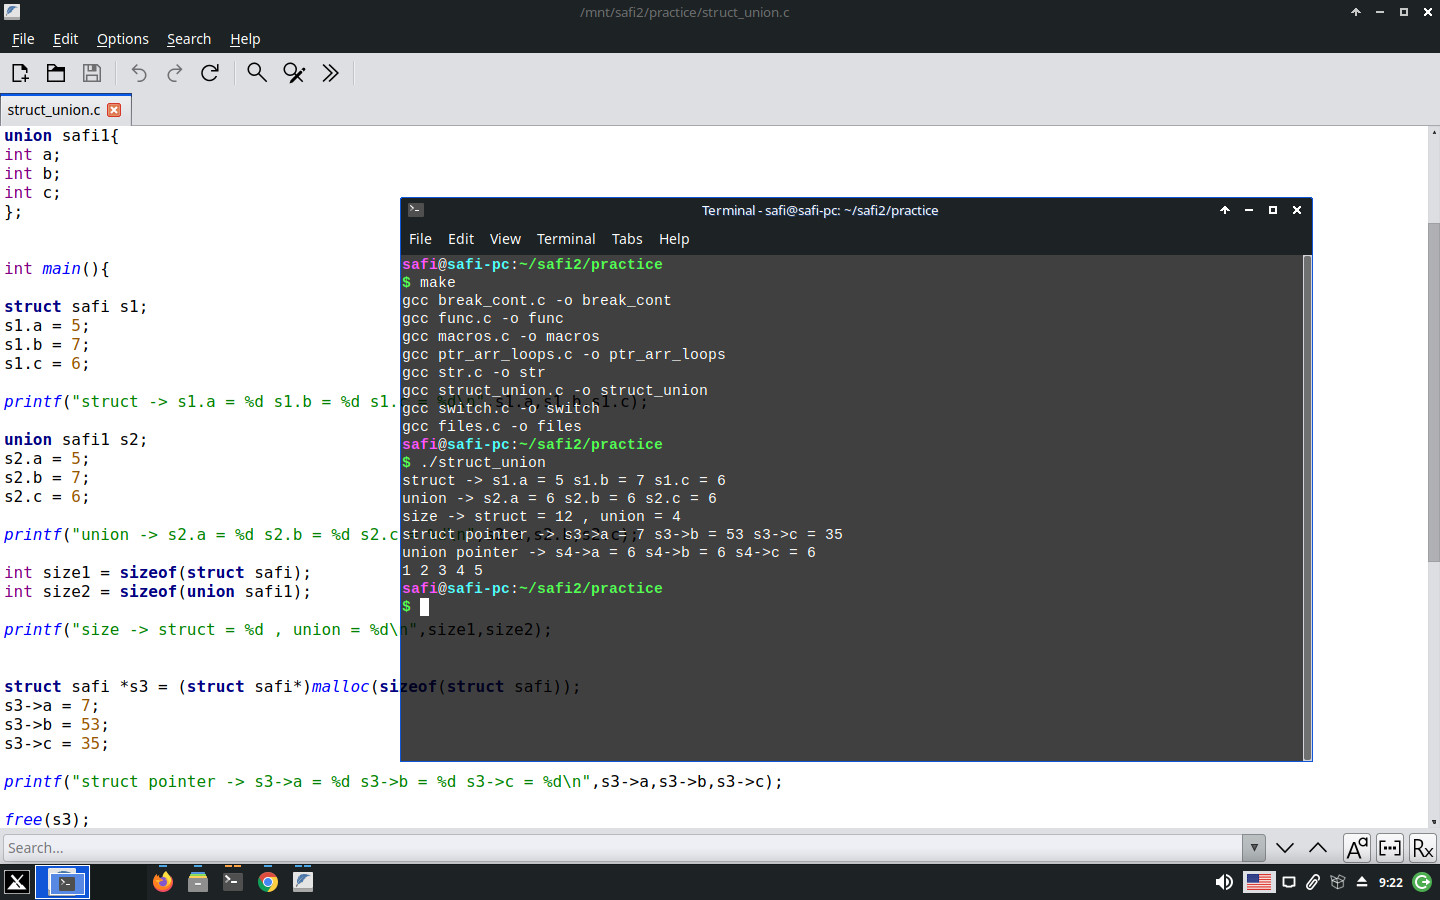 /mnt/safi2/practice/struct_union.c
File Edit Options Search Help
struct_union.c
union safi1{
int a;
int b;
int c;
};
int main(){
struct safi s1;
s1.a = 5;
s1.b = 7;
s1.c = 6;
printf("struct -> s1.a = %d s1.b = %d s1.c = %d\n",s1.a,s1.b,s1.c);
union safi1 s2;
s2.a = 5;
s2.b = 7;
s2.c = 6;
printf("union -> s2.a = %d s2.b = %d s2.c
int size1 = sizeof(struct safi);
int size2 = sizeof(union safi1);
printf("size -> struct = %d , union = %d\n",size1,size2);
struct safi *s3 = (struct safi*)malloc(sizeof(struct safi));
s3->a = 7;
s3->b = 53;
s3->c = 35;
printf("struct pointer -> s3->a = %d s3->b = %d s3->c = %d\n",s3->a,s3->b,s3->c);
free(s3);
Terminal - safi@safi-pc: ~/safi2/practice
File Edit View Terminal Tabs Help
safi@safi-pc:~/safi2/practice
$ make
gcc break_cont.c -o break_cont
gcc func.c -o func
gcc macros.c -o macros
gcc ptr_arr_loops.c -o ptr_arr_loops
gcc str.c -o str
gcc struct_union.c -o struct_union
gcc switch.c -o switch
gcc files.c -o files
safi@safi-pc:~/safi2/practice
$ ./struct_union
struct -> s1.a = 5 s1.b = 7 s1.c = 6
union -> s2.a = 6 s2.b = 6 s2.c = 6
size -> struct = 12 , union = 4
struct pointer -> s3->a = 7 s3->b = 53 s3->c = 35
union pointer -> s4->a = 6 s4->b = 6 s4->c = 6
1 2 3 4 5
safi@safi-pc:~/safi2/practice
$
Search...
Aa [...] Rx
9:22